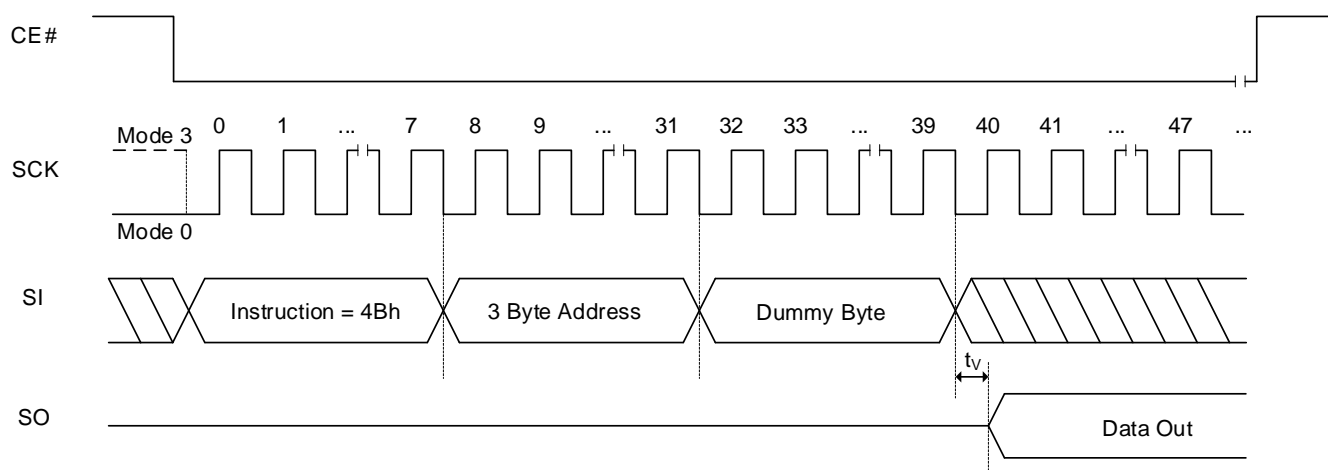 CE#
Mode 3
0 1 ... 7 8 9 ... 31 32 33 ... 39 40 41 ... 47 ...
SCK
Mode 0
SI
Instruction = 4Bh
3 Byte Address
Dummy Byte
tV
SO
Data Out